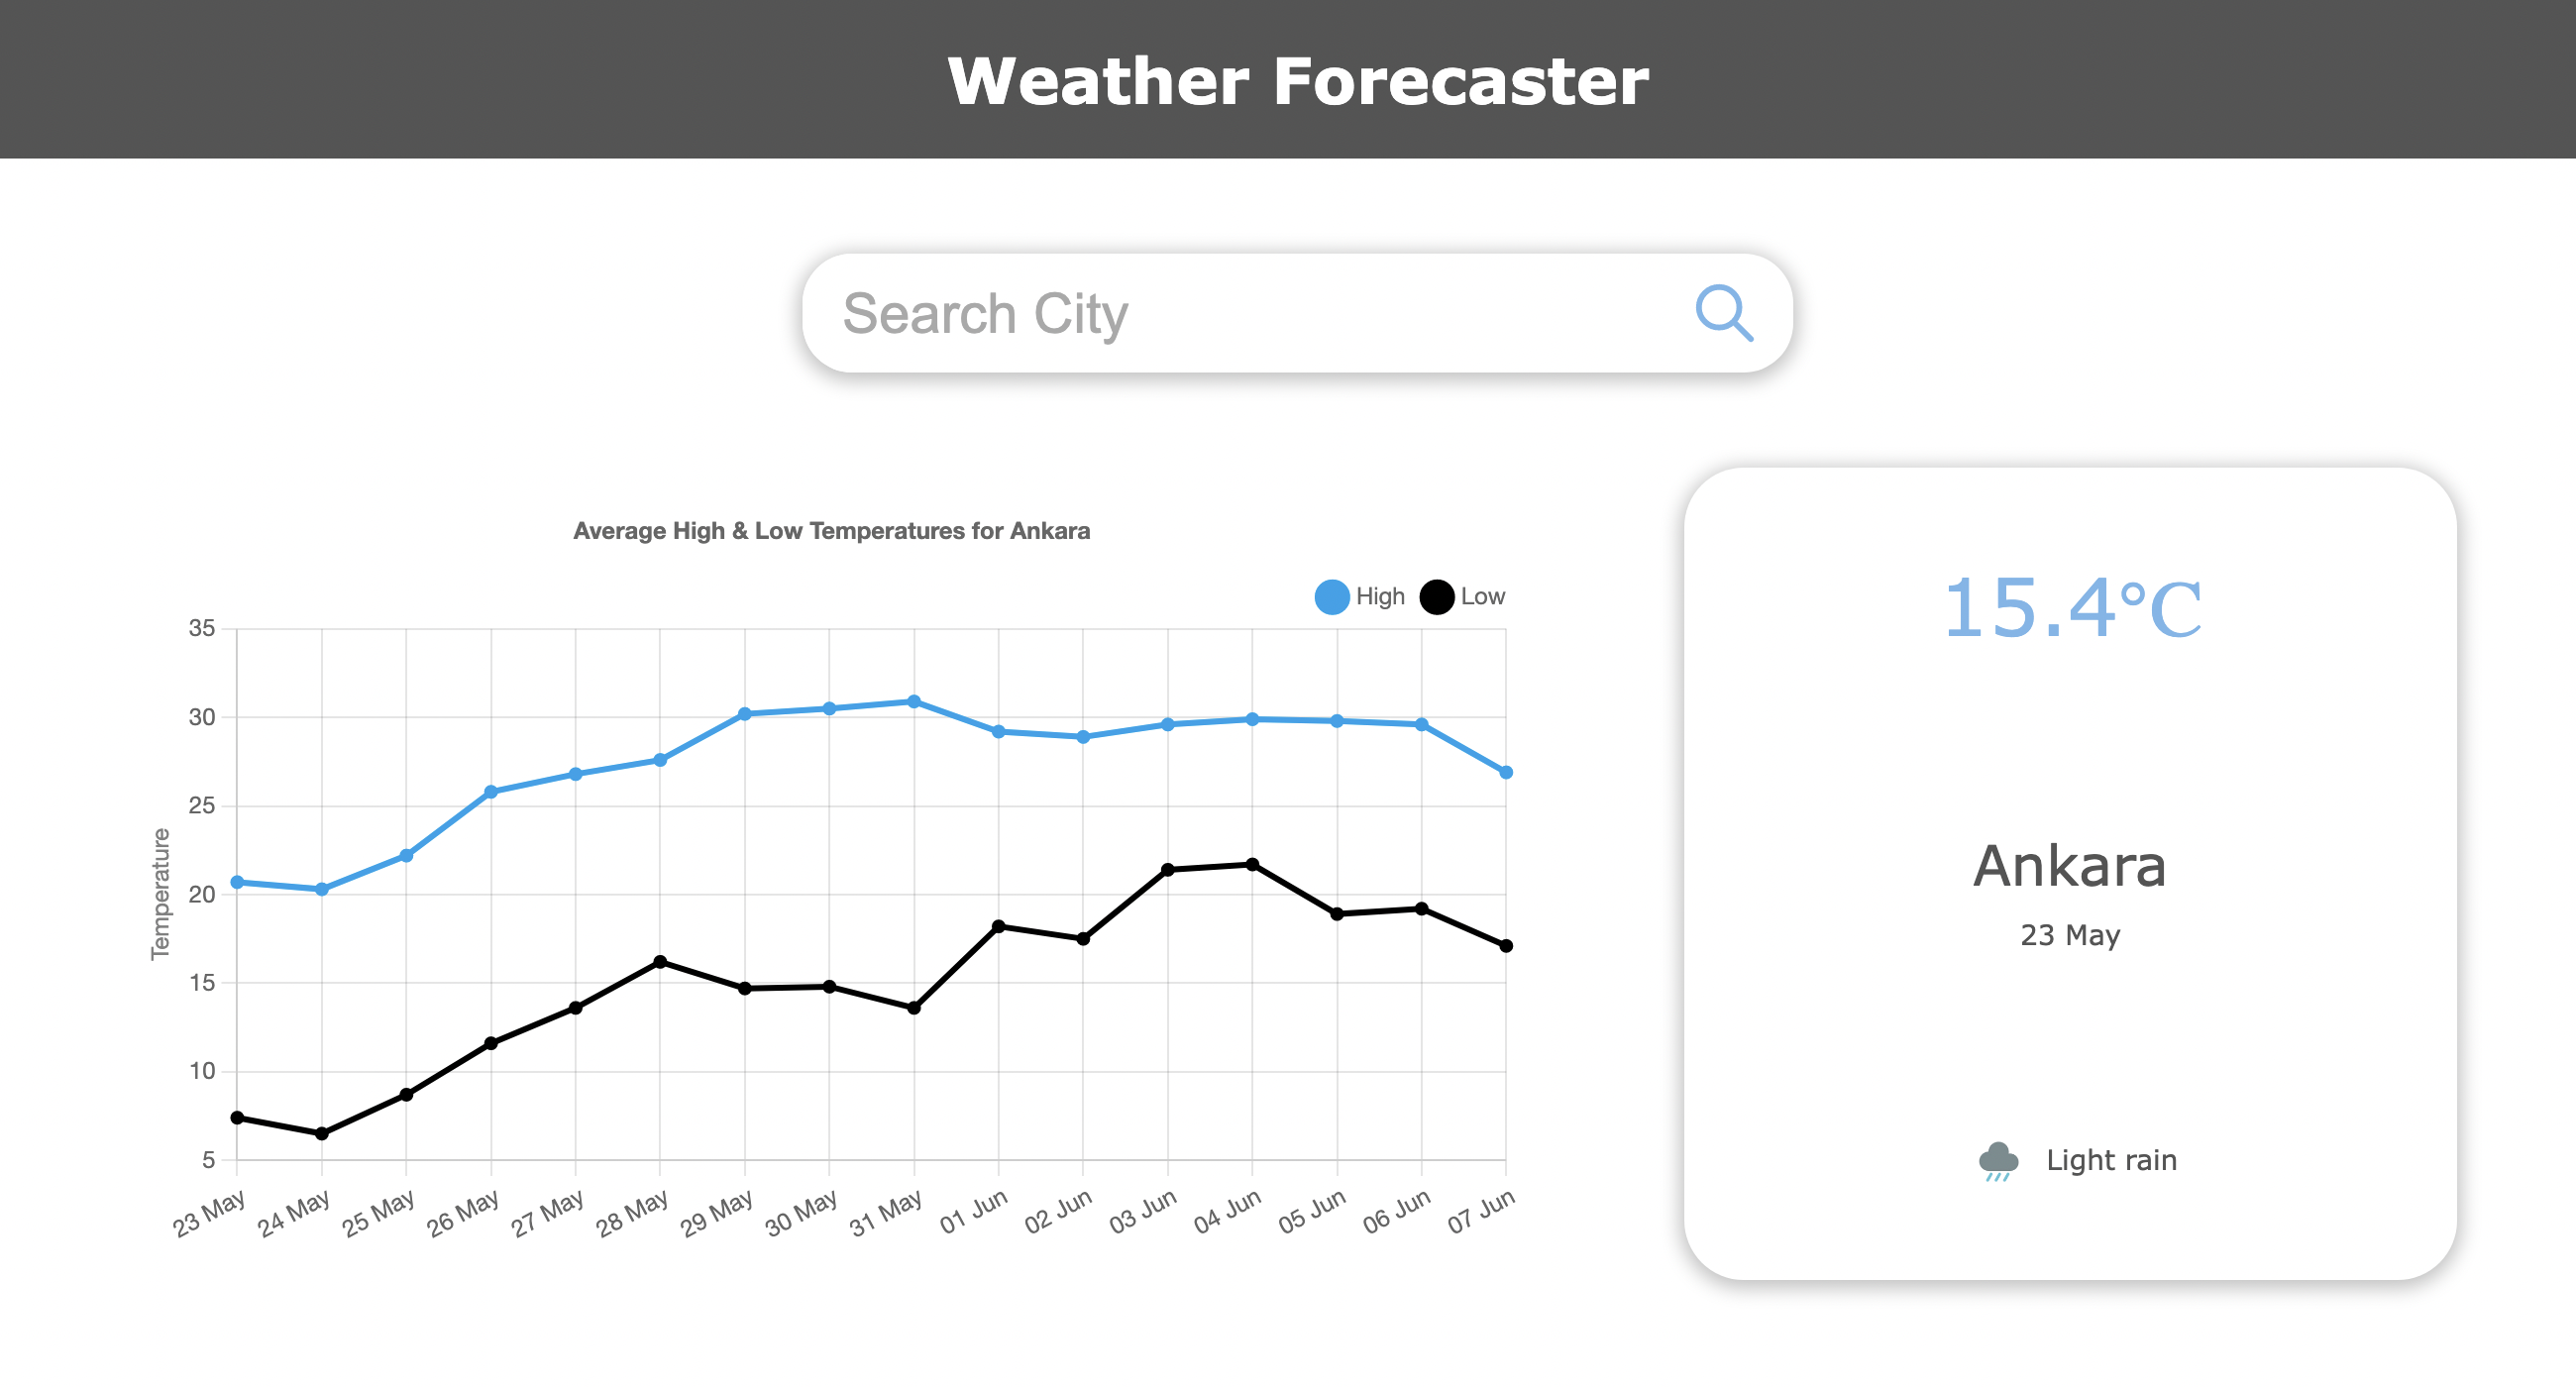 Weather Forecaster
Search City
Average High & Low Temperatures for Ankara
High Low
35
30
25
20
15
10
5
Temperature
23 May 24 May 25 May 26 May 27 May 28 May 29 May 30 May 31 May 01 Jun 02 Jun 03 Jun 04 Jun 05 Jun 06 Jun 07 Jun
15.4°C
Ankara
23 May
Light rain